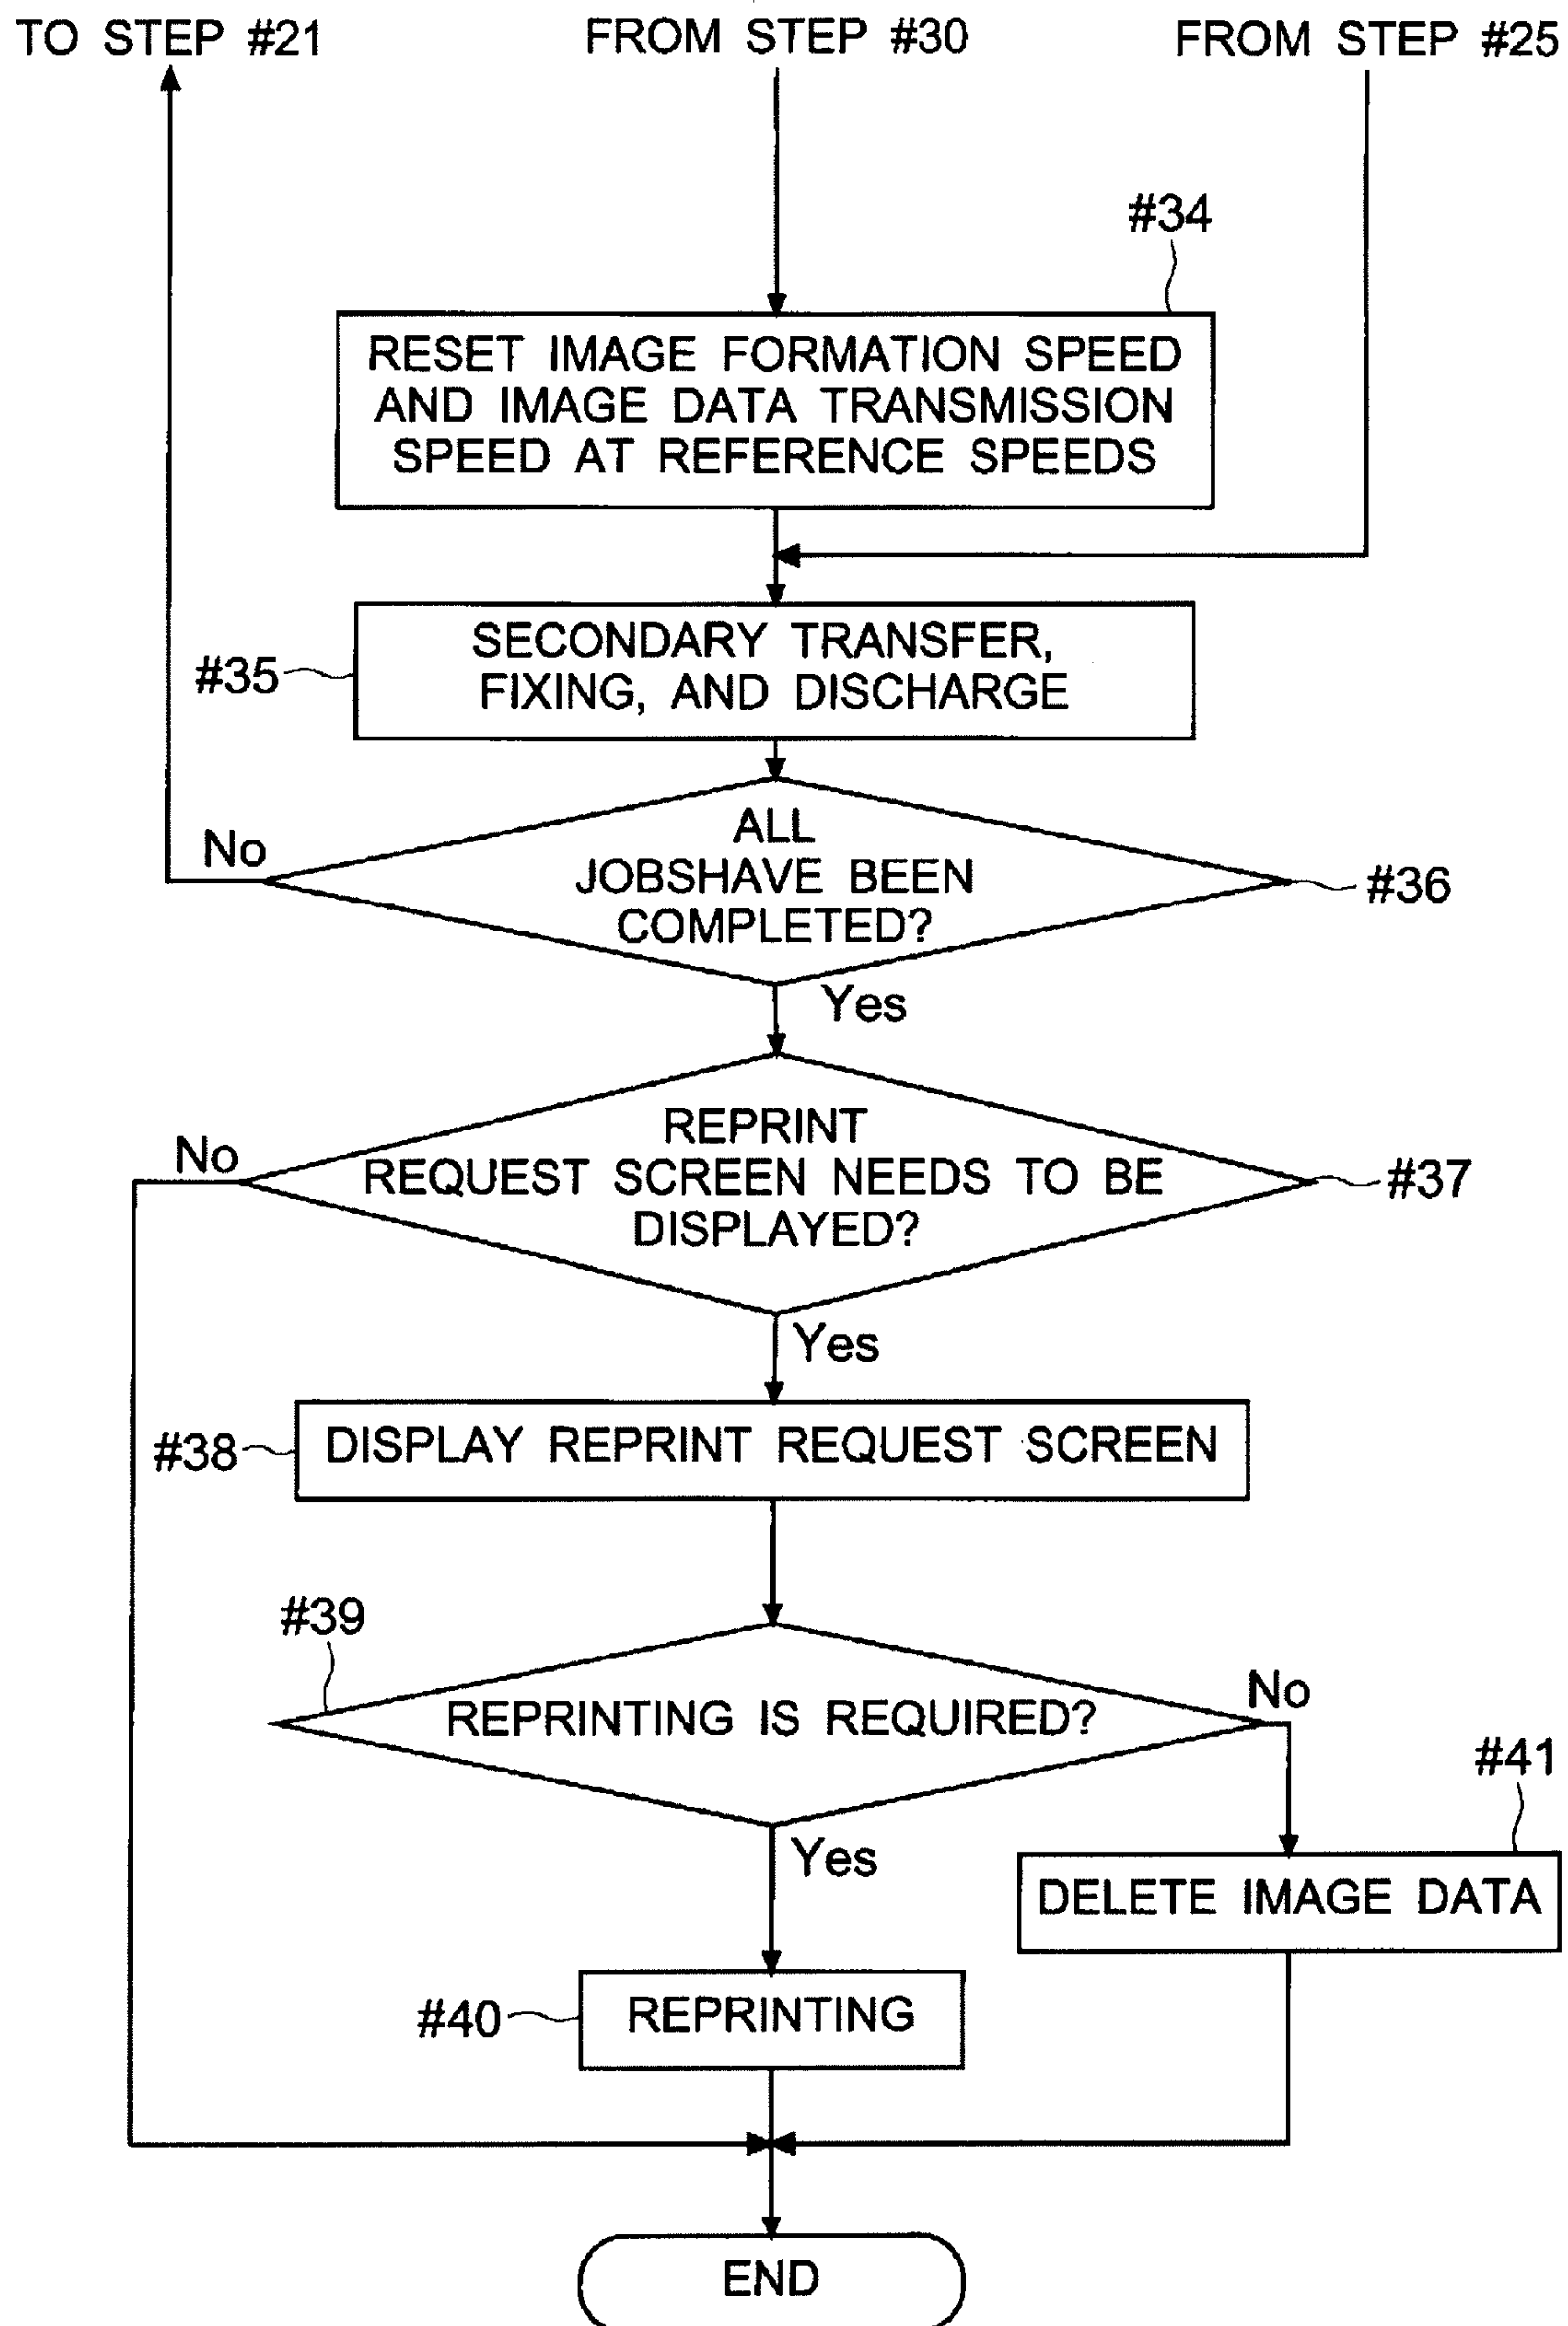 TO STEP #21
FROM STEP #30
FROM STEP #25
#34
RESET IMAGE FORMATION SPEED
AND IMAGE DATA TRANSMISSION
SPEED AT REFERENCE SPEEDS
#35
SECONDARY TRANSFER,
FIXING, AND DISCHARGE
No
ALL
JOBSHAVE BEEN
COMPLETED?
#36
Yes
No
REPRINT
REQUEST SCREEN NEEDS TO BE
DISPLAYED?
#37
Yes
#38
DISPLAY REPRINT REQUEST SCREEN
#39
REPRINTING IS REQUIRED?
No
#41
Yes
DELETE IMAGE DATA
#40
REPRINTING
END